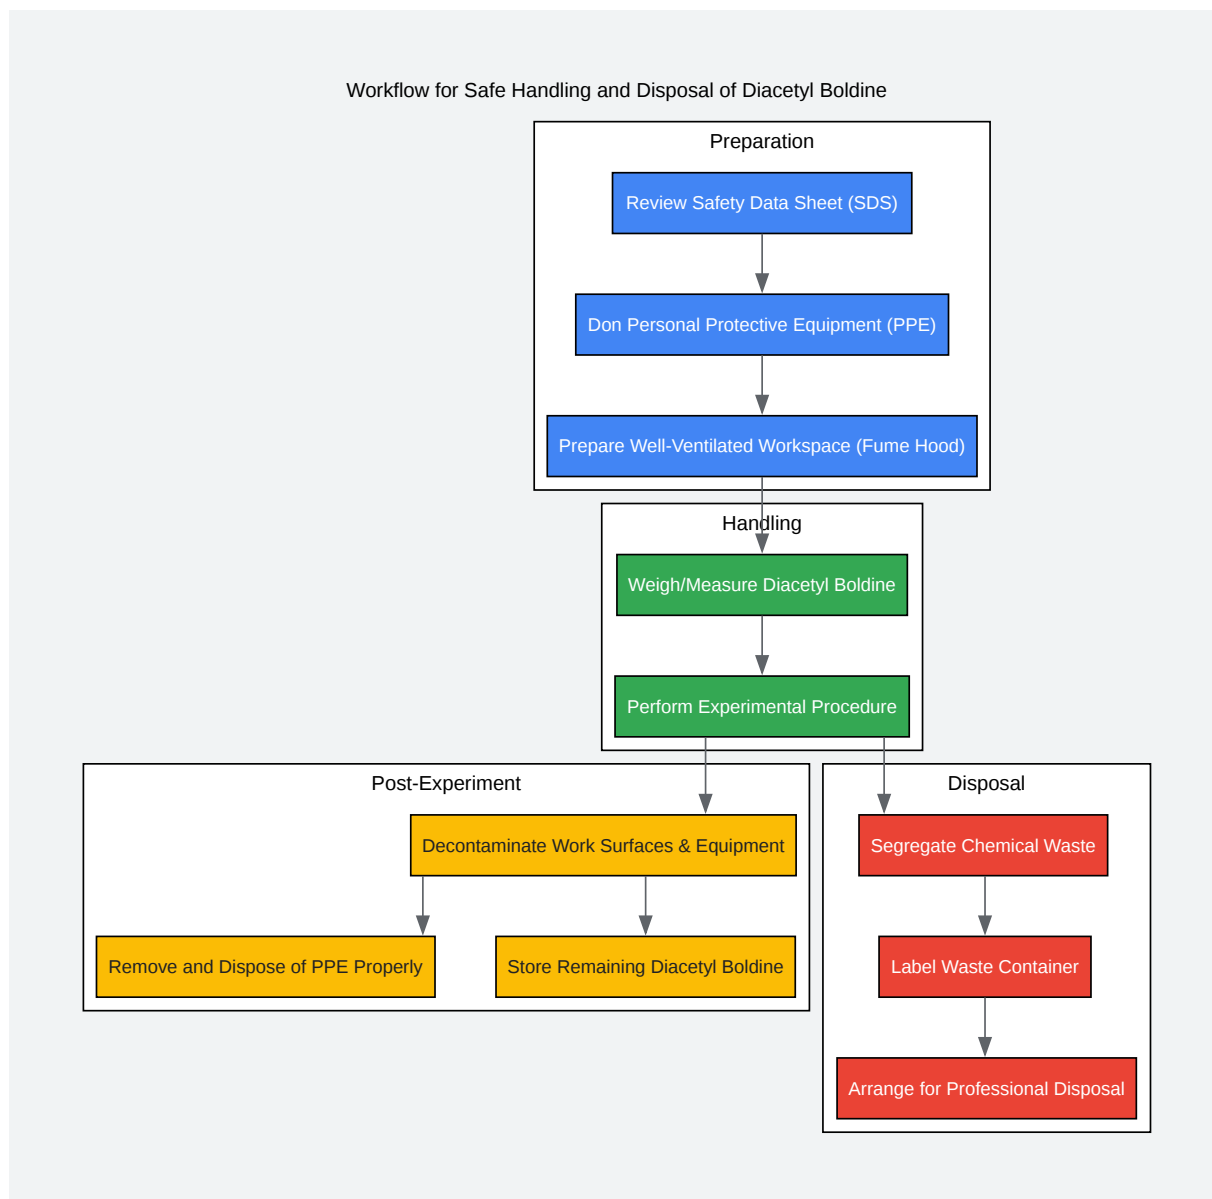 Workflow for Safe Handling and Disposal of Diacetyl Boldine
Preparation
Review Safety Data Sheet (SDS)
Don Personal Protective Equipment (PPE)
Prepare Well-Ventilated Workspace (Fume Hood)
Handling
Weigh/Measure Diacetyl Boldine
Perform Experimental Procedure
Post-Experiment
Decontaminate Work Surfaces & Equipment
Remove and Dispose of PPE Properly
Store Remaining Diacetyl Boldine
Disposal
Segregate Chemical Waste
Label Waste Container
Arrange for Professional Disposal